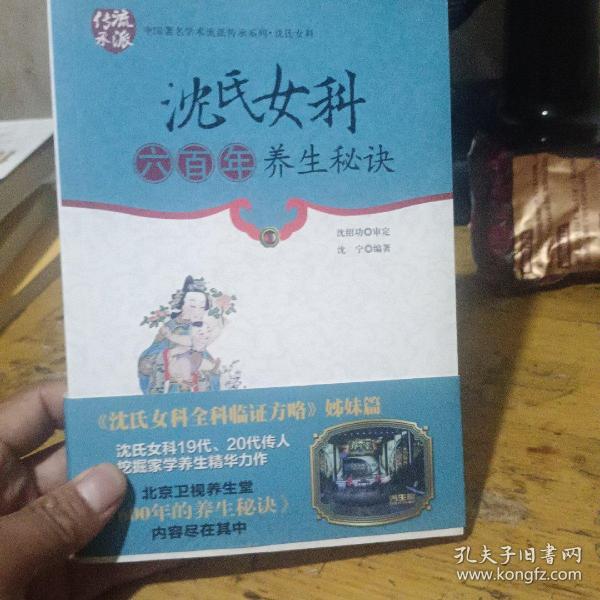 流派
传承
中国著名学术流派传承系列·沈氏女科
沈氏女科
六百年养生秘诀
沈绍功 审定
沈 宁 编著
《沈氏女科全科临证方略》姊妹篇
沈氏女科19代、20代传人
挖掘家学养生精华力作
北京卫视养生堂
00年的养生秘诀》
内容尽在其中
养生堂
孔夫子旧书网
www.kongfz.com